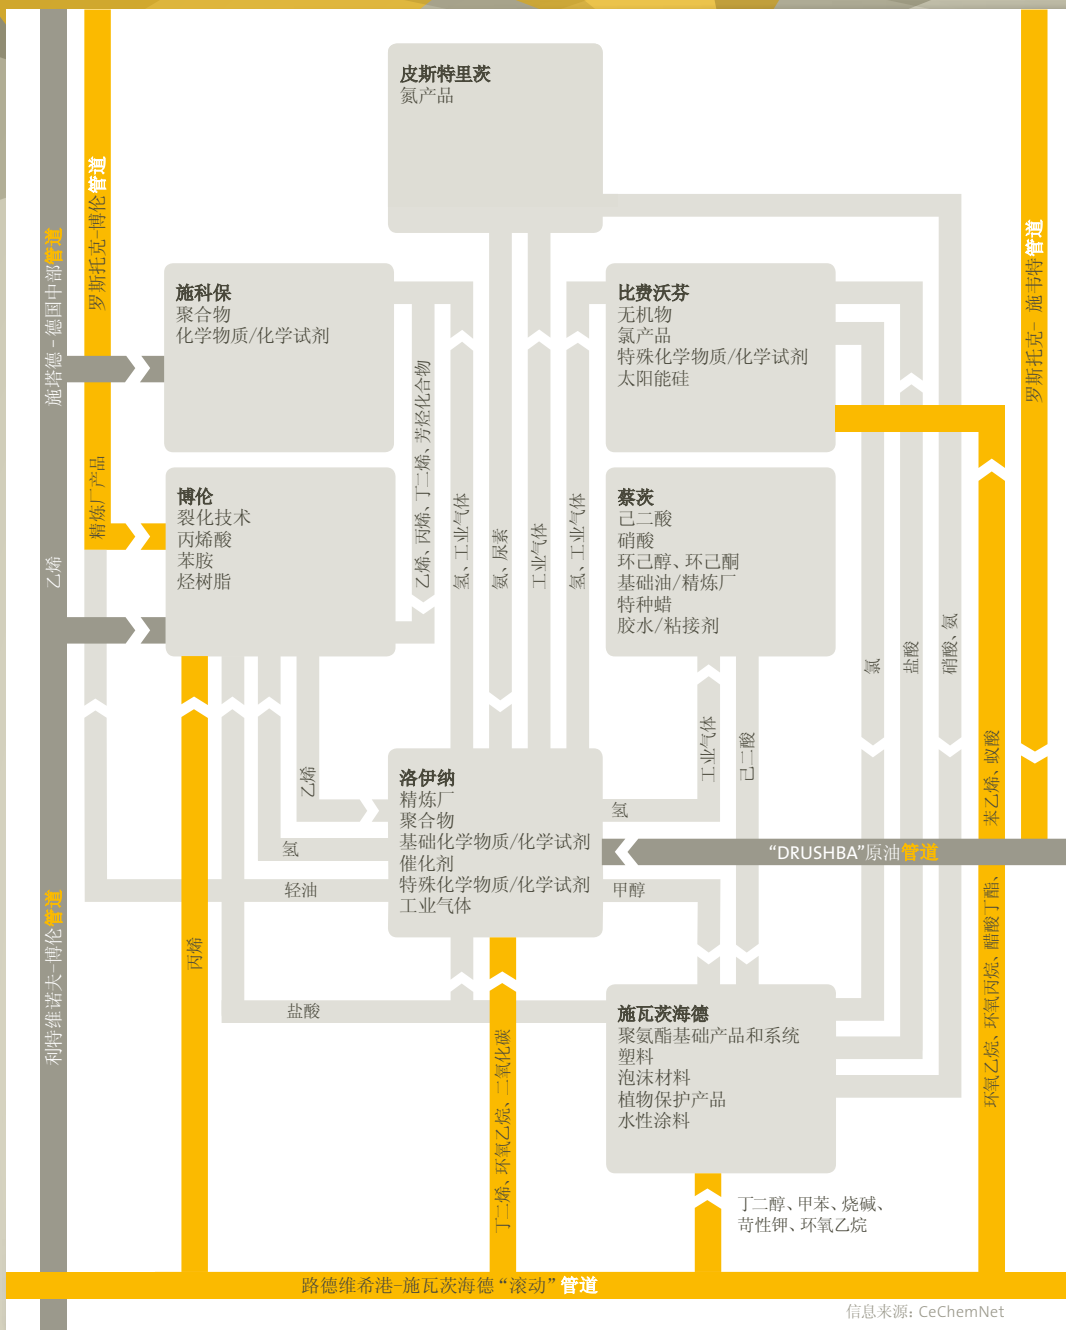 皮斯特里茨
氮产品
施塔德-德国中部管道
罗斯托克-博伦管道
罗斯托克- 施韦特管道
施科保
聚合物
化学物质/化学试剂
比费沃芬
无机物
氯产品
特殊化学物质/化学试剂
太阳能硅
精炼厂产品
乙烯
博伦
裂化技术
丙烯酸
苯胺
烃树脂
乙烯、丙烯、丁二烯、芳烃化合物
氢、工业气体
氨、尿素
工业气体
氢、工业气体
蔡茨
己二酸
硝酸
环己醇、环己酮
基础油/精炼厂
特种蜡
胶水/粘接剂
氯
盐酸
硝酸、氨
乙烯
洛伊纳
精炼厂
聚合物
基础化学物质/化学试剂
催化剂
特殊化学物质/化学试剂
工业气体
工业气体
己二酸
氢
氢
轻油
甲醇
“DRUSHBA”原油管道
利特维诺夫-博伦管道
丙烯
盐酸
丁二烯、环氧乙烷、二氧化碳
施瓦茨海德
聚氨酯基础产品和系统
塑料
泡沫材料
植物保护产品
水性涂料
环氧乙烷、环氧丙烷、醋酸丁酯、苯乙烯、蚁酸
丁二醇、甲苯、烧碱、
苛性钾、环氧乙烷
路德维希港-施瓦茨海德“滚动”管道
信息来源: CeChemNet